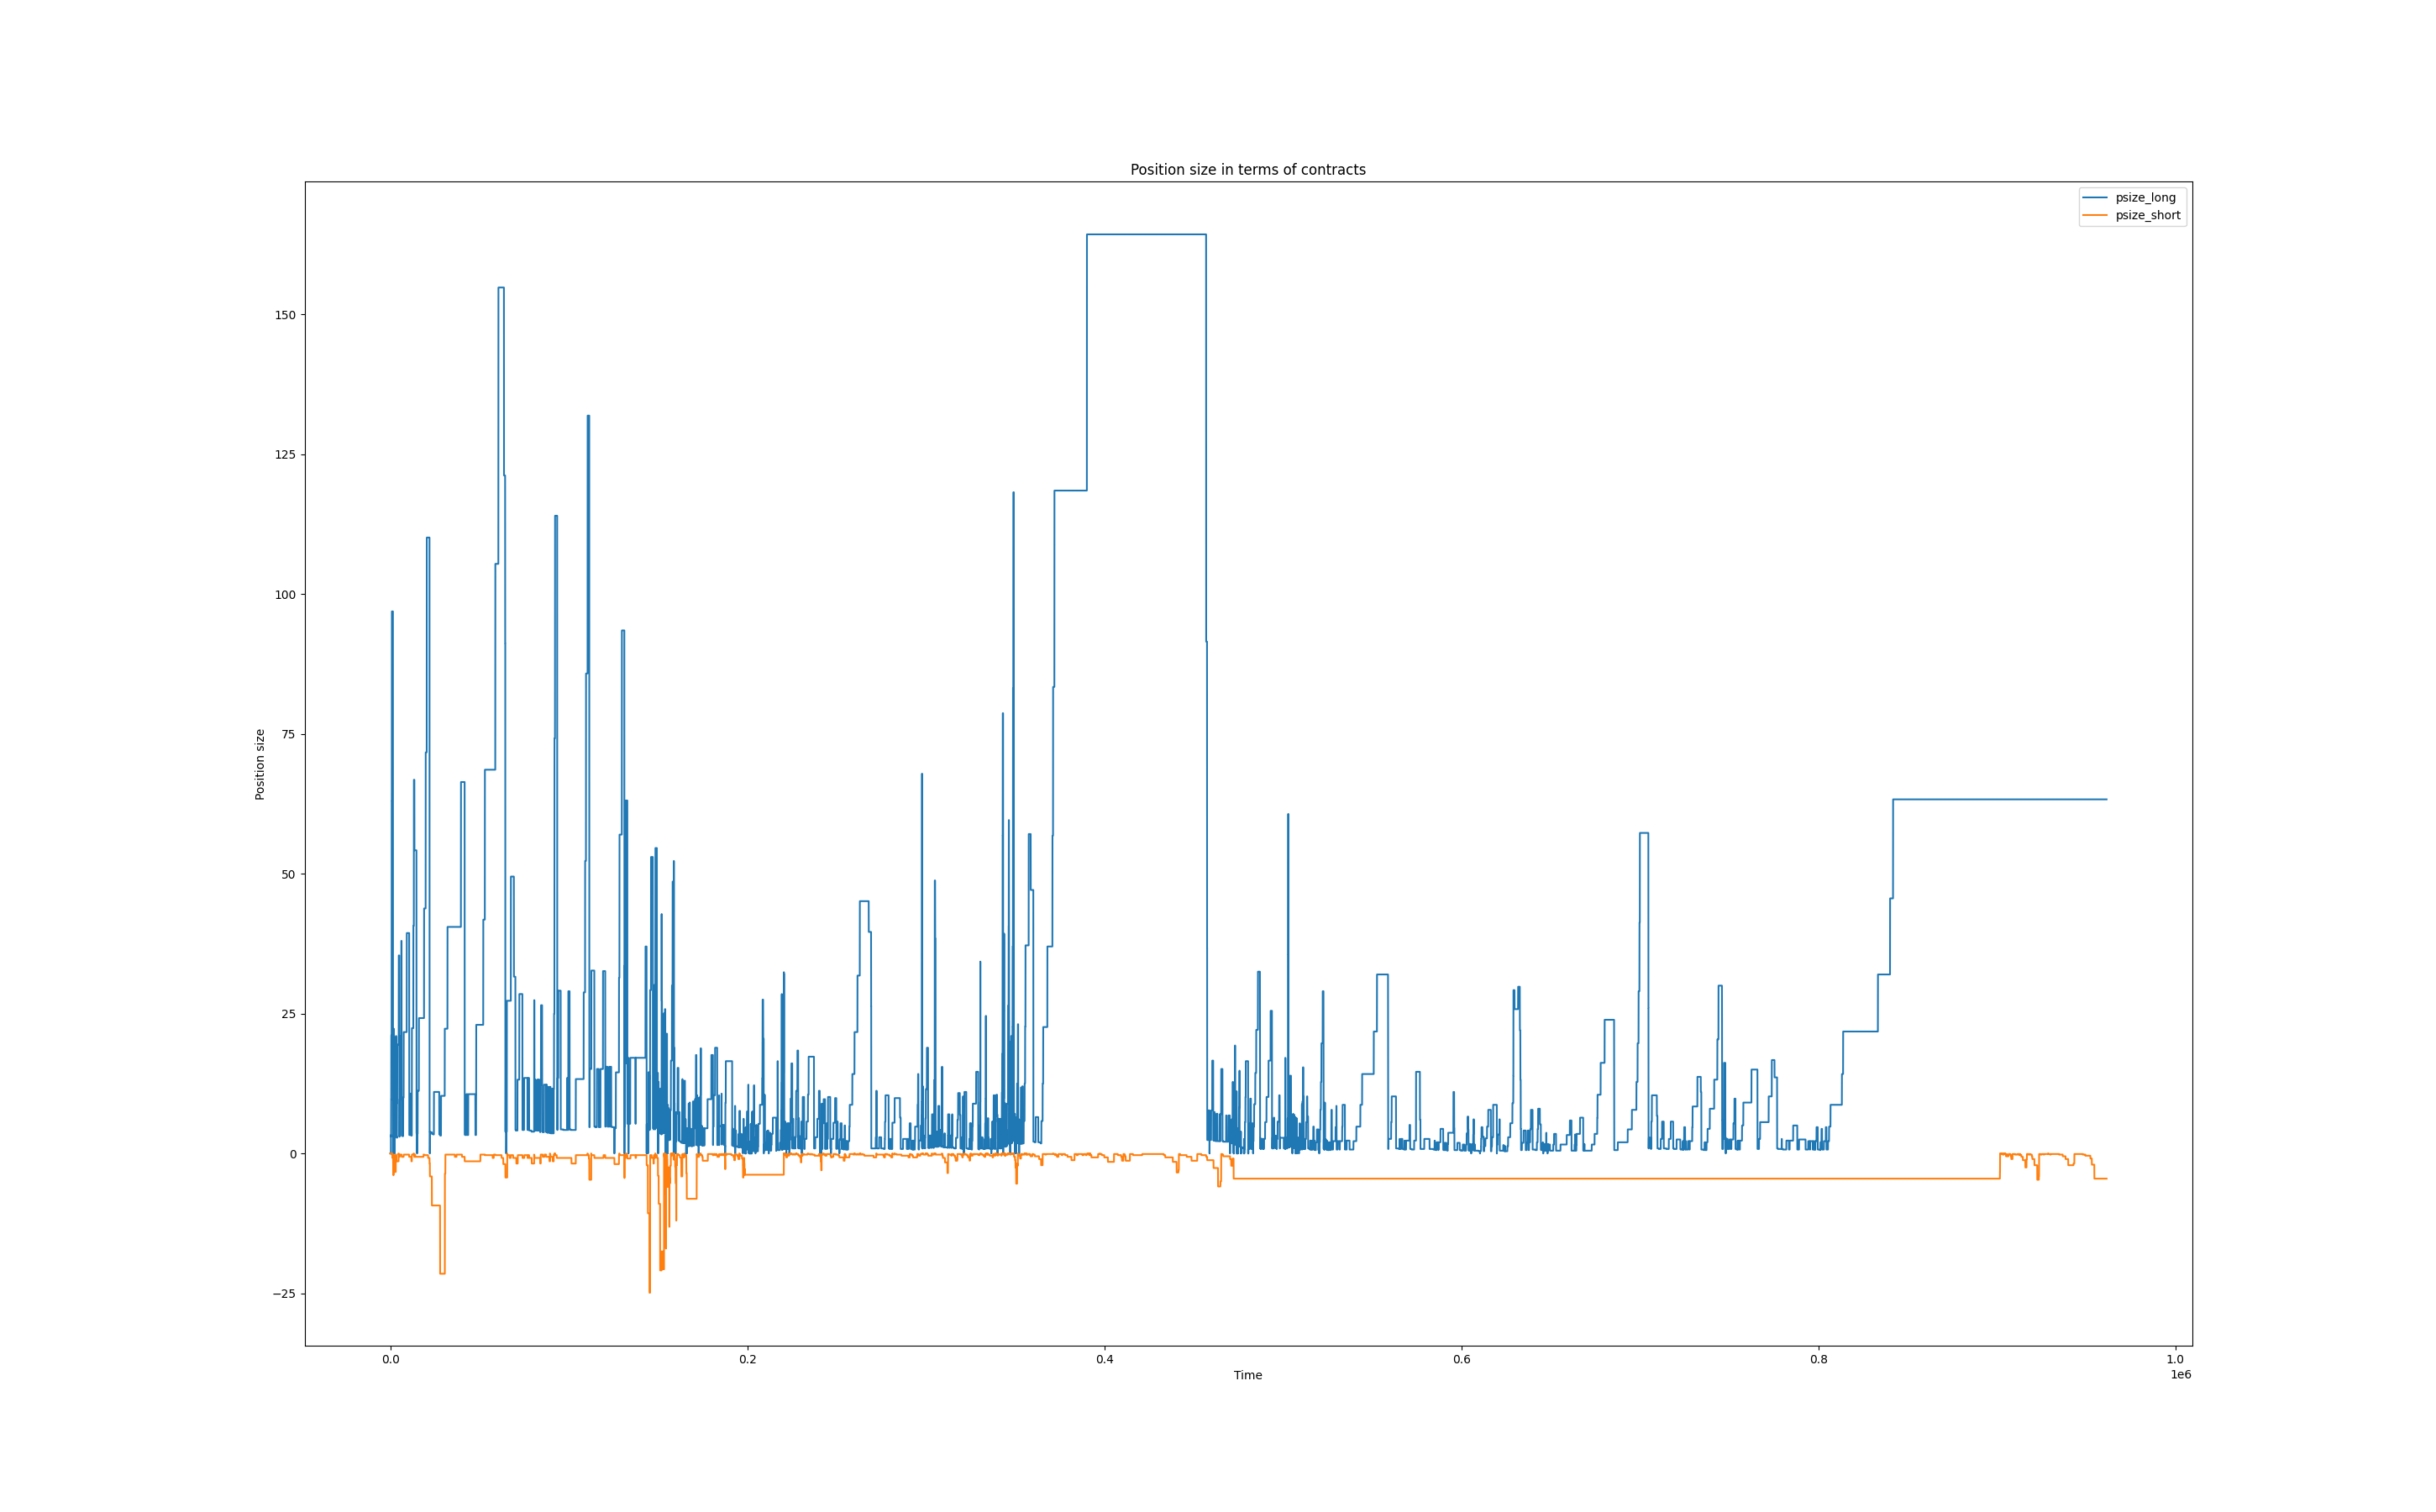 Position size in terms of contracts
psize_long
psize_short
Position size
150
125
100
75
50
25
0
−25
0.0
0.2
0.4
0.6
0.8
1.0
1e6
Time